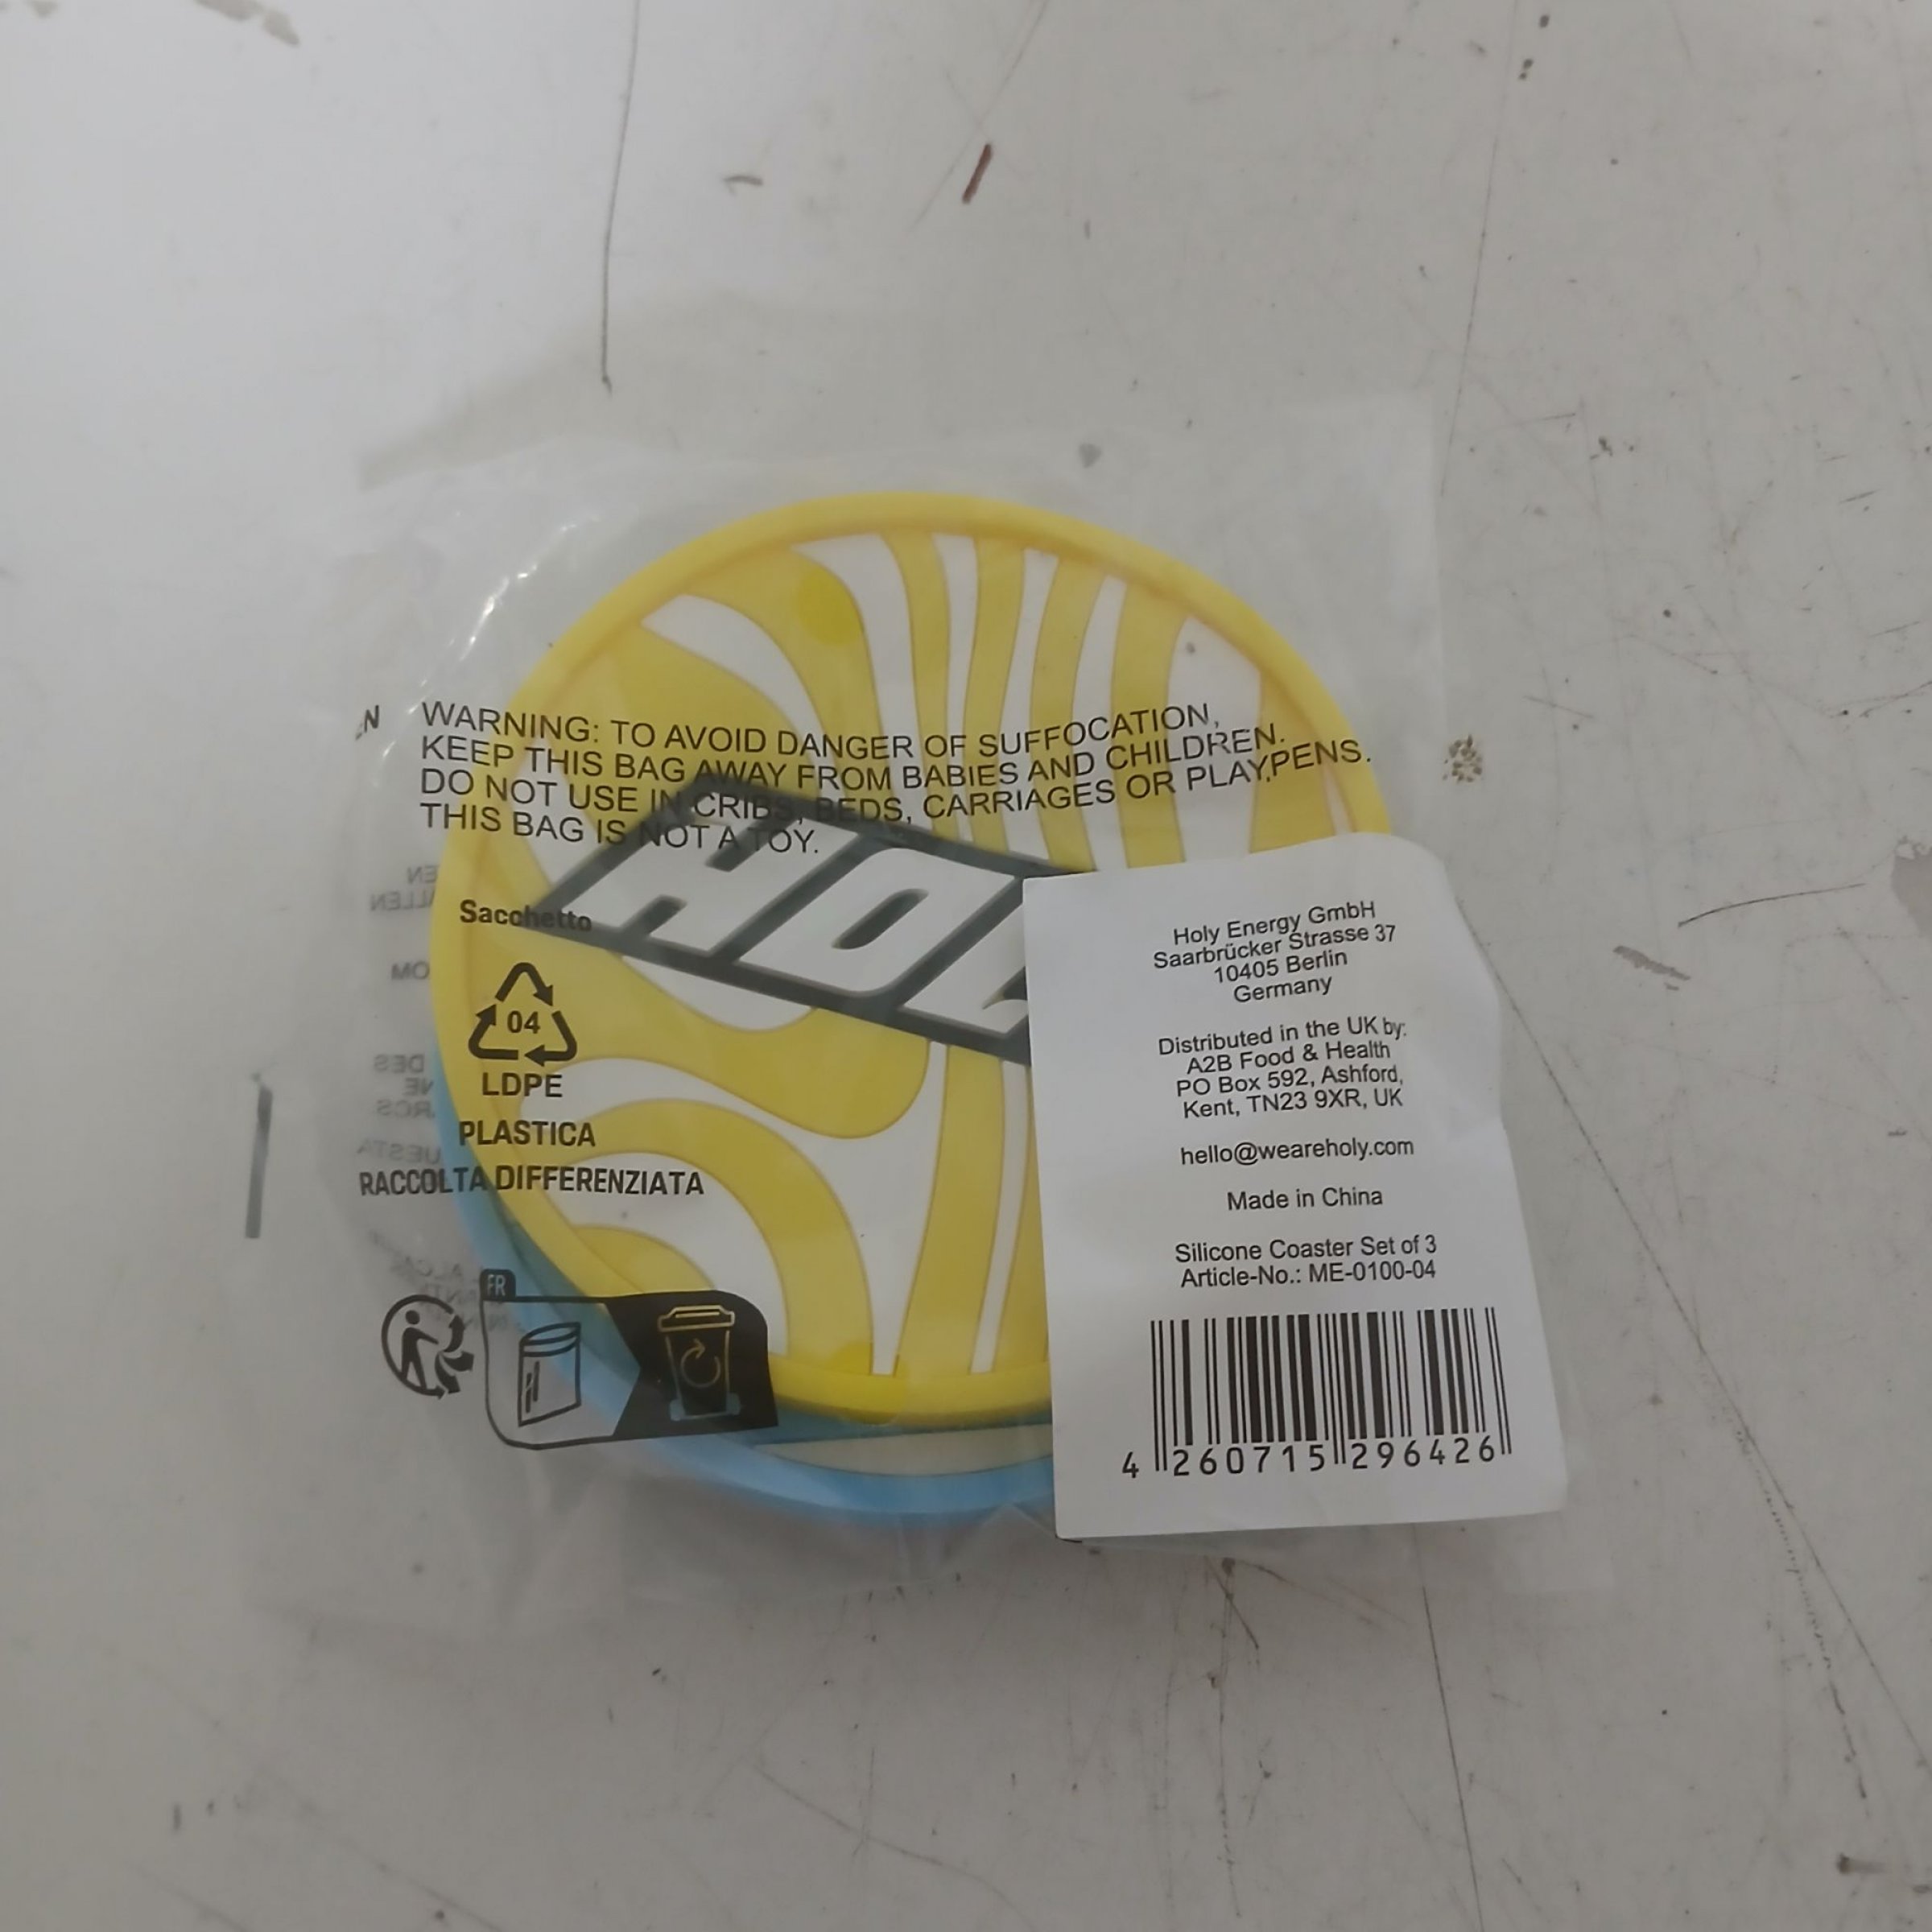 EN
WARNING: TO AVOID DANGER OF SUFFOCATION,
KEEP THIS BAG AWAY FROM BABIES AND CHILDREN.
DO NOT USE IN CRIBS, BEDS, CARRIAGES OR PLAYPENS.
THIS BAG IS NOT A TOY.
Sacchetto
04
LDPE
PLASTICA
RACCOLTA DIFFERENZIATA
FR
HOL
Holy Energy GmbH
Saarbrücker Strasse 37
10405 Berlin
Germany
Distributed in the UK by:
A2B Food & Health
PO Box 592, Ashford,
Kent, TN23 9XR, UK
hello@weareholy.com
Made in China
Silicone Coaster Set of 3
Article-No.: ME-0100-04
4 260715 296426